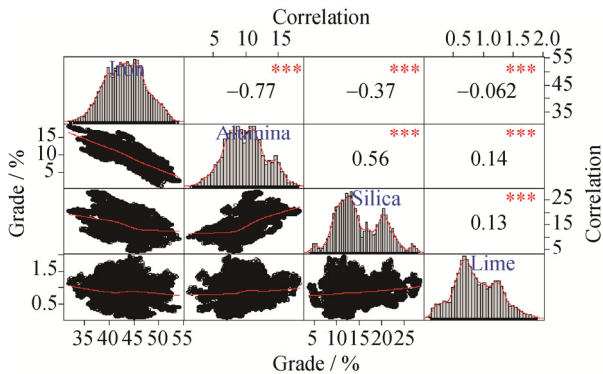 Correlation
5 10 15
0.5 1.0 1.5 2.0
Iron
***
***
***
−0.77
−0.37
−0.062
55
45
35
15
10
5
Alumina
***
***
0.56
0.14
Silica
***
0.13
25
15
5
1.5
0.5
Lime
Grade / %
Correlation
35 40 45 50 55
5 10 15 20 25
Grade / %